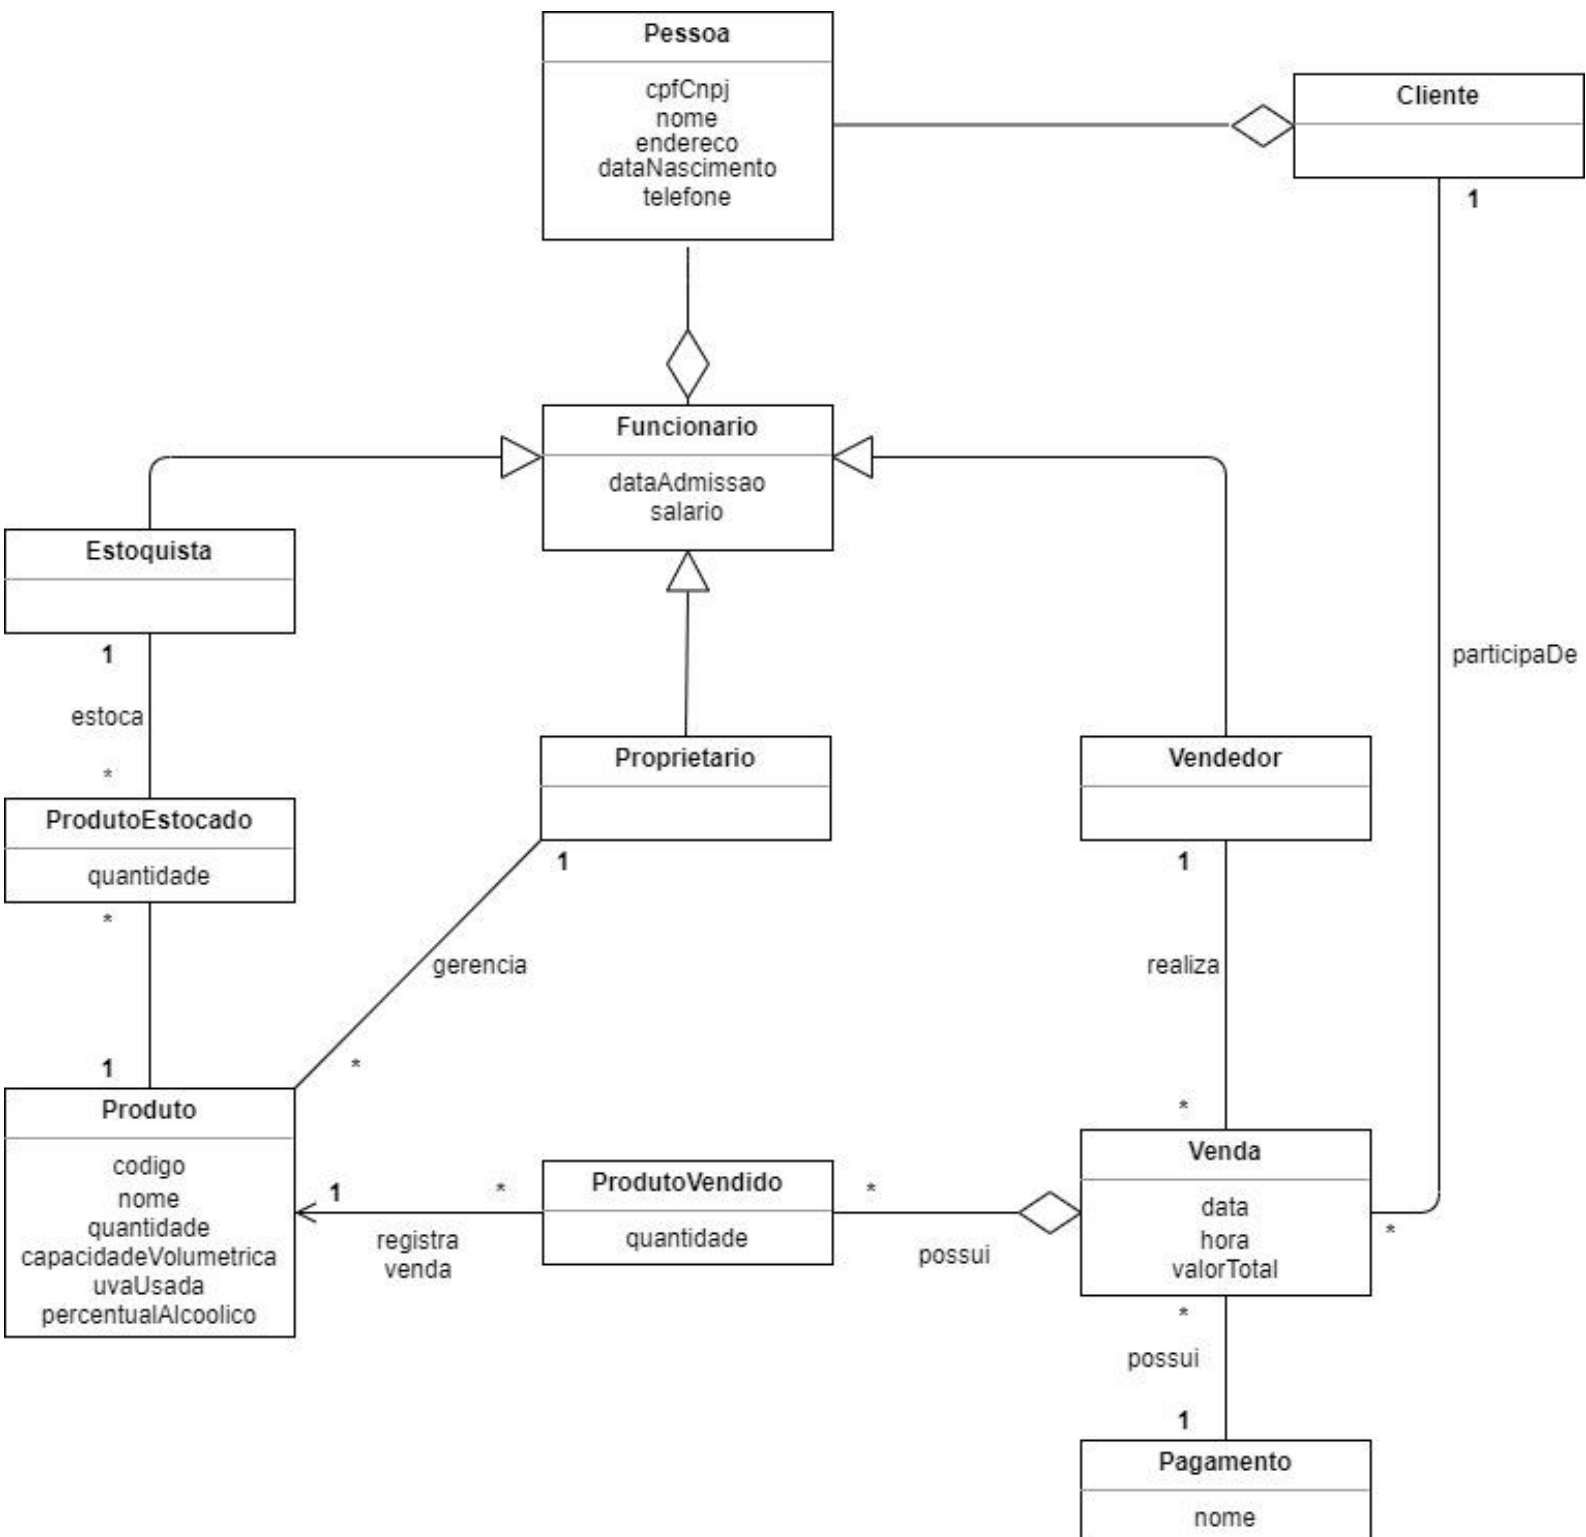 Pessoa
cpfCnpj
nome
endereco
dataNascimento
telefone
Cliente
1
Funcionario
dataAdmissao
salario
Estoquista
1
estoca
*
participaDe
Proprietario
1
Vendedor
1
ProdutoEstocado
quantidade
*
gerencia
realiza
1
*
*
Produto
codigo
nome
quantidade
capacidadeVolumetrica
uvaUsada
percentualAlcoolico
1
*
registra
venda
ProdutoVendido
quantidade
*
possui
Venda
data
hora
valorTotal
*
*
possui
1
Pagamento
nome